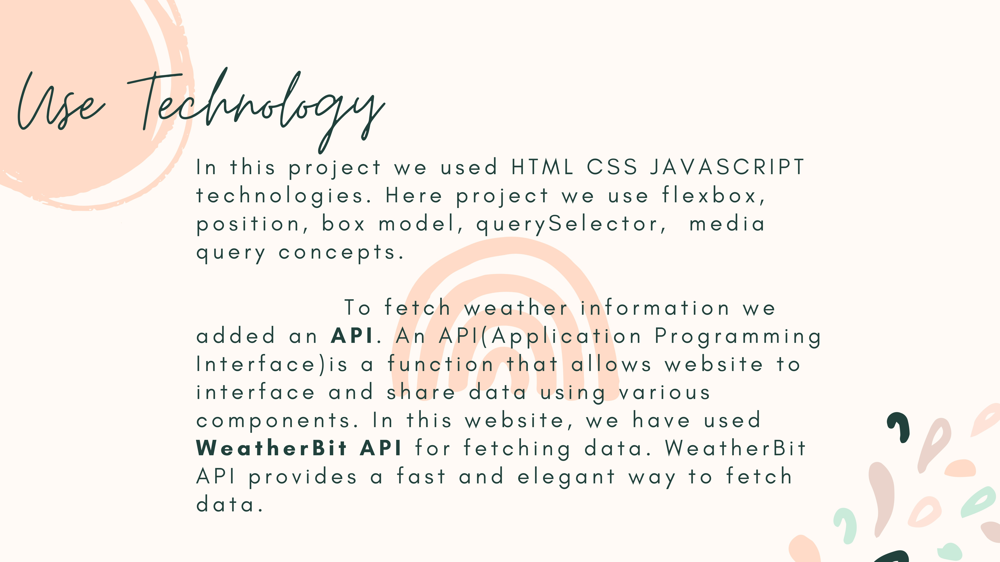 Use Technology
In this project we used HTML CSS JAVASCRIPT
technologies. Here project we use flexbox,
position, box model, querySelector, media
query concepts.
To fetch weather information we
added an API. An API(Application Programming
Interface)is a function that allows website to
interface and share data using various
components. In this website, we have used
WeatherBit API for fetching data. WeatherBit
API provides a fast and elegant way to fetch
data.